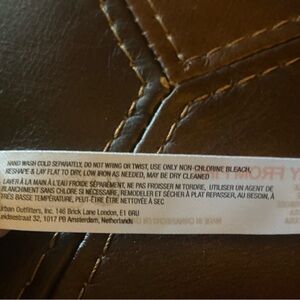 HAND WASH COLD SEPARATELY, DO NOT WRING OR TWIST, USE ONLY NON-CHLORINE BLEACH,
RESHAPE & LAY FLAT TO DRY, LOW IRON AS NEEDED, MAY BE DRY CLEANED
LAVER À LA MAIN À L'EAU FROIDE SÉPARÉMENT, NE PAS FROISSER NI TORDRE, UTILISER UN AGENT DE
BLANCHIMENT SANS CHLORE SI NÉCESSAIRE, REMODELER ET SÉCHER À PLAT REPASSER, AU BESOIN, À
TRÈS BASSE TEMPÉRATURE, PEUT-ÊTRE ÊTRE NETTOYÉ À SEC
Urban Outfitters, Inc. 146 Brick Lane London, E1 6RU
32, 1017 PB Amsterdam, Netherlands